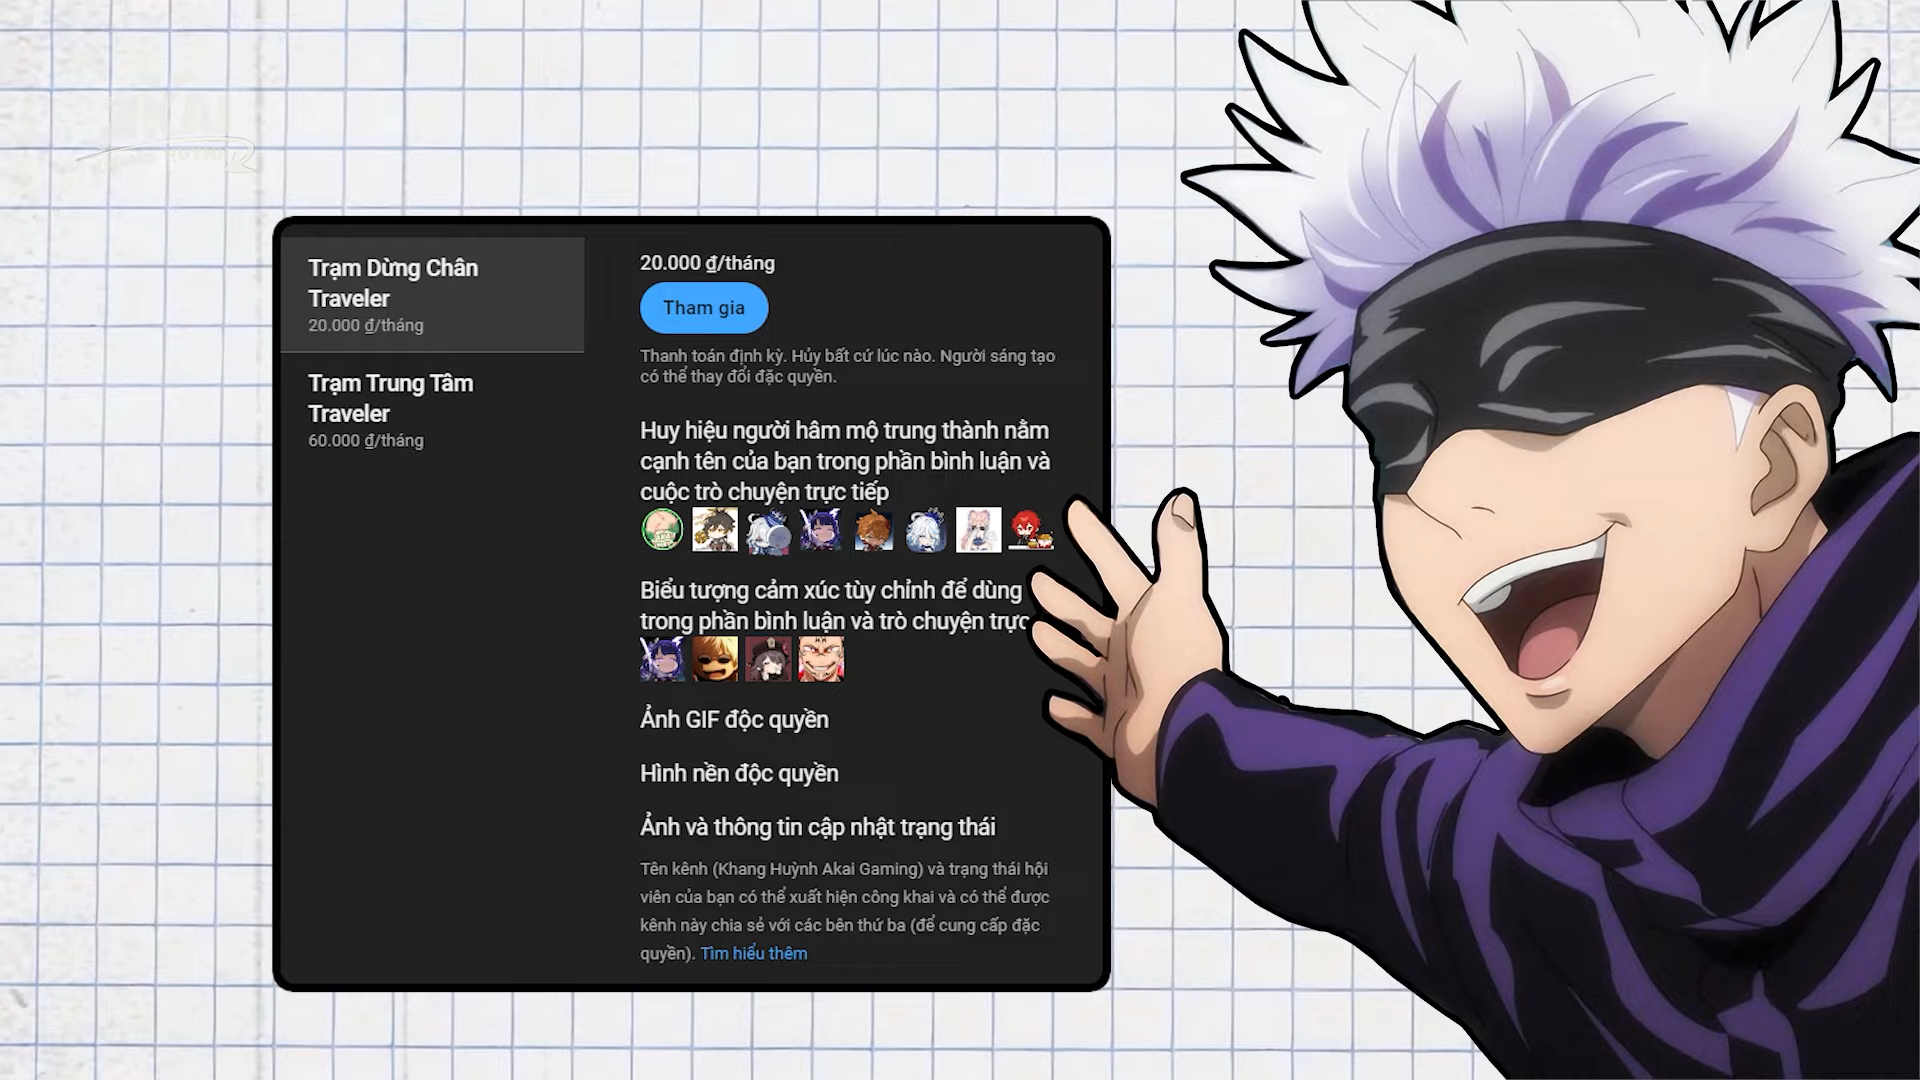 Trạm Dừng Chân
Traveler
20.000 ₫/tháng
Trạm Trung Tâm
Traveler
60.000 ₫/tháng
20.000 ₫/tháng
Tham gia
Thanh toán định kỳ. Hủy bất cứ lúc nào. Người sáng tạo
có thể thay đổi đặc quyền.
Huy hiệu người hâm mộ trung thành nằm
cạnh tên của bạn trong phần bình luận và
cuộc trò chuyện trực tiếp
Biểu tượng cảm xúc tùy chỉnh để dùng
trong phần bình luận và trò chuyện trực
Ảnh GIF độc quyền
Hình nền độc quyền
Ảnh và thông tin cập nhật trạng thái
Tên kênh (Khang Huỳnh Akai Gaming) và trạng thái hội
viên của bạn có thể xuất hiện công khai và có thể được
kênh này chia sẻ với các bên thứ ba (để cung cấp đặc
quyền). Tìm hiểu thêm